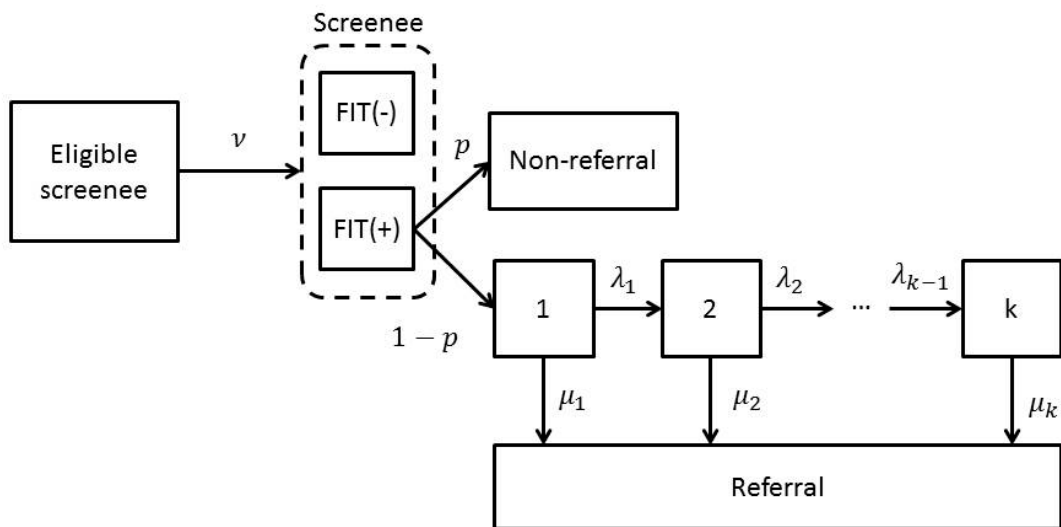 Screenee
FIT(-)
Eligible
screenee
ν
p
Non-referral
FIT(+)
1 − p
1
λ₁
2
λ₂
...
λₖ₋₁
k
μ₁
μ₂
μₖ
Referral